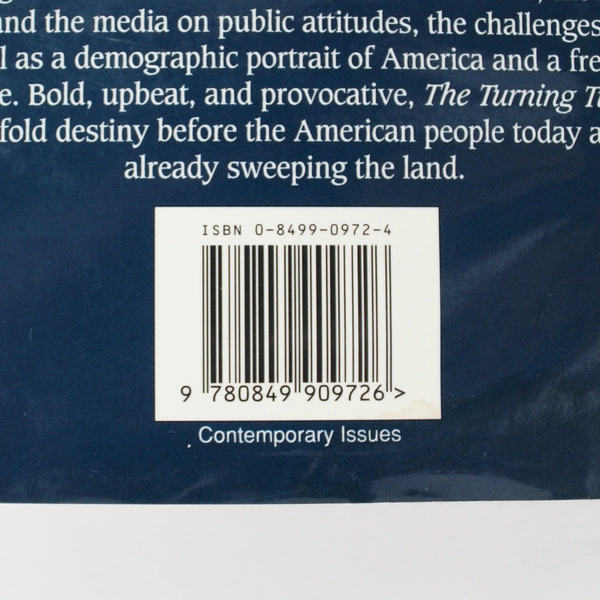 and the media on public attitudes, the challenges
as a demographic portrait of America and a
Bold, upbeat, and provocative, The Turning
fold destiny before the American people today
already sweeping the land.
ISBN 0-8499-0972-4
9 780849 909726 >
Contemporary Issues